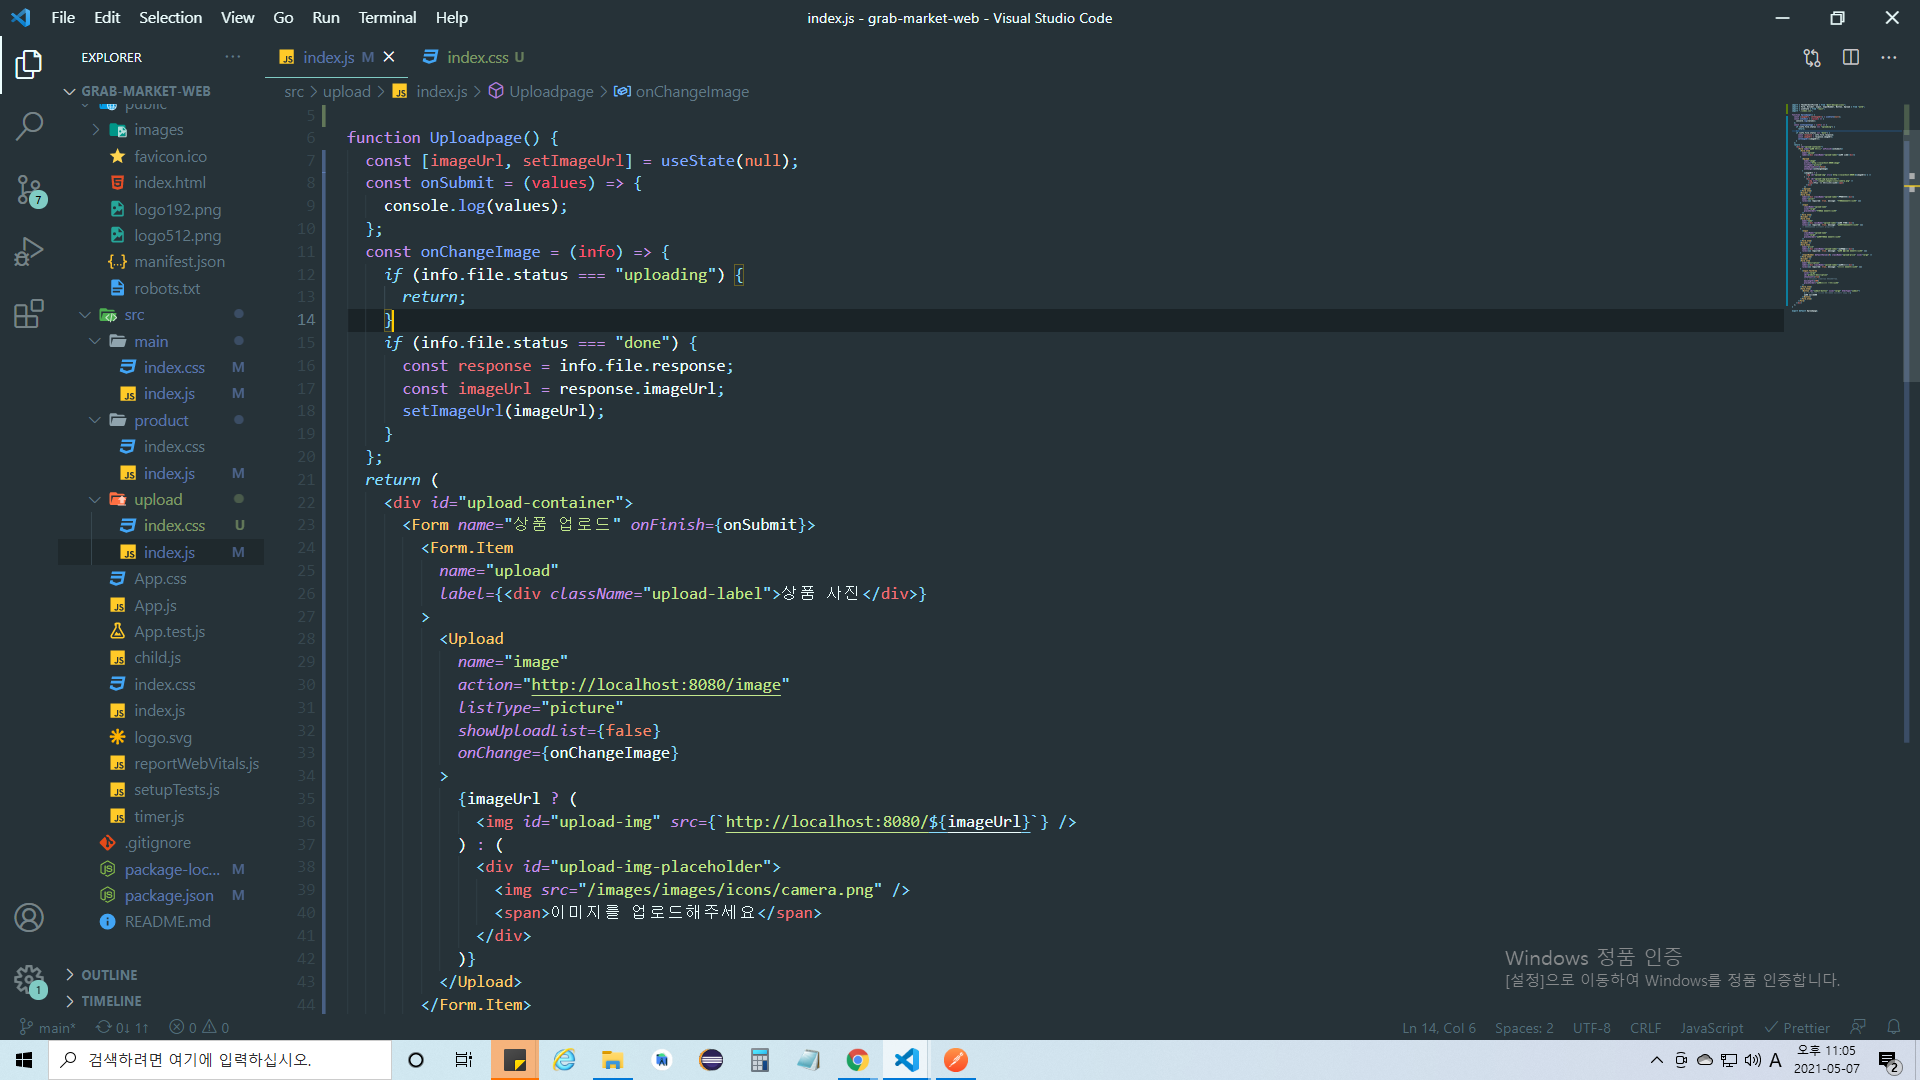 File Edit Selection View Go Run Terminal Help
index.js - grab-market-web - Visual Studio Code
EXPLORER
index.js M
index.css U
GRAB-MARKET-WEB
src > upload > index.js > Uploadpage > onChangeImage
public
images
favicon.ico
index.html
logo192.png
logo512.png
manifest.json
robots.txt
src
main
index.css M
index.js M
product
index.css
index.js M
upload
index.css U
index.js M
App.css
App.js
App.test.js
child.js
index.css
index.js
logo.svg
reportWebVitals.js
setupTests.js
timer.js
.gitignore
package-loc... M
package.json M
README.md
OUTLINE
TIMELINE
7
1
5
6 function Uploadpage() {
7 const [imageUrl, setImageUrl] = useState(null);
8 const onSubmit = (values) => {
9 console.log(values);
10 };
11 const onChangeImage = (info) => {
12 if (info.file.status === "uploading") {
13 return;
14 }
15 if (info.file.status === "done") {
16 const response = info.file.response;
17 const imageUrl = response.imageUrl;
18 setImageUrl(imageUrl);
19 }
20 };
21 return (
22 <div id="upload-container">
23 <Form name="상품 업로드" onFinish={onSubmit}>
24 <Form.Item
25 name="upload"
26 label={<div className="upload-label">상품 사진</div>}
27 >
28 <Upload
29 name="image"
30 action="http://localhost:8080/image"
31 listType="picture"
32 showUploadList={false}
33 onChange={onChangeImage}
34 >
35 {imageUrl ? (
36 <img id="upload-img" src={`http://localhost:8080/${imageUrl}`} />
37 ) : (
38 <div id="upload-img-placeholder">
39 <img src="/images/images/icons/camera.png" />
40 <span>이미지를 업로드해주세요</span>
41 </div>
42 )}
43 </Upload>
44 </Form.Item>
Windows 정품 인증
[설정]으로 이동하여 Windows를 정품 인증합니다.
main* 0↓ 1↑ 0 0
Ln 14, Col 6 Spaces: 2 UTF-8 CRLF JavaScript Prettier
검색하려면 여기에 입력하십시오.
A
오후 11:05
2021-05-07
2